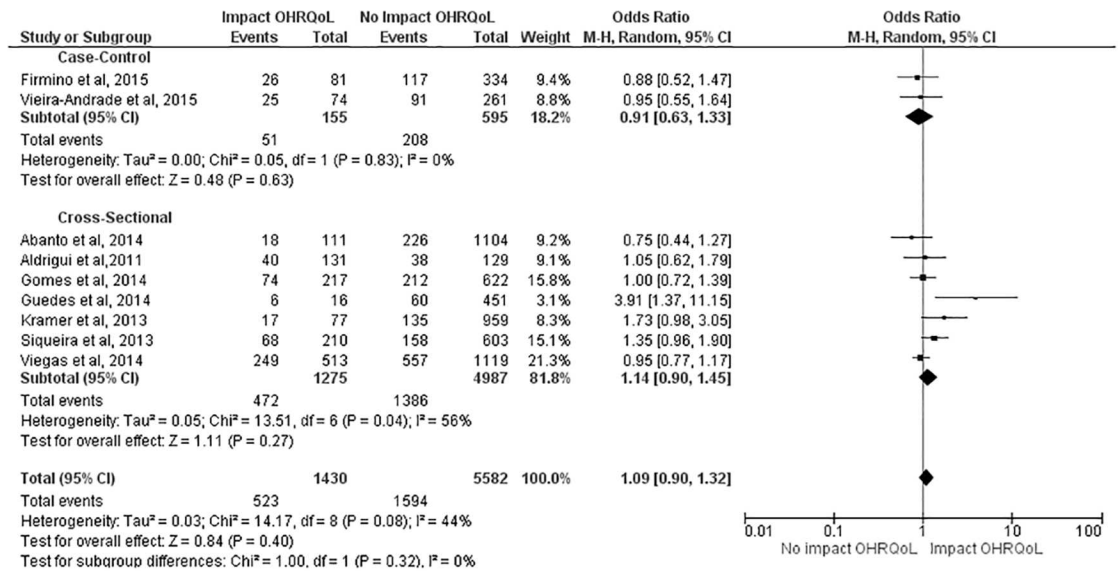 Impact OHRQoL No Impact OHRQoL Odds Ratio Odds Ratio
Study or Subgroup Events Total Events Total Weight M-H, Random, 95% CI M-H, Random, 95% CI
Case-Control
Firmino et al, 2015 26 81 117 334 9.4% 0.88 [0.52, 1.47]
Vieira-Andrade et al, 2015 25 74 91 261 8.8% 0.95 [0.55, 1.64]
Subtotal (95% CI) 155 595 18.2% 0.91 [0.63, 1.33]
Total events 51 208
Heterogeneity: Tau² = 0.00; Chi² = 0.05, df = 1 (P = 0.83); I² = 0%
Test for overall effect: Z = 0.48 (P = 0.63)
Cross-Sectional
Abanto et al, 2014 18 111 226 1104 9.2% 0.75 [0.44, 1.27]
Aldrigui et al,2011 40 131 38 129 9.1% 1.05 [0.62, 1.79]
Gomes et al, 2014 74 217 212 622 15.8% 1.00 [0.72, 1.39]
Guedes et al, 2014 6 16 60 451 3.1% 3.91 [1.37, 11.15]
Kramer et al, 2013 17 77 135 959 8.3% 1.73 [0.98, 3.05]
Siqueira et al, 2013 68 210 158 603 15.1% 1.35 [0.96, 1.90]
Viegas et al, 2014 249 513 557 1119 21.3% 0.95 [0.77, 1.17]
Subtotal (95% CI) 1275 4987 81.8% 1.14 [0.90, 1.45]
Total events 472 1386
Heterogeneity: Tau² = 0.05; Chi² = 13.51, df = 6 (P = 0.04); I² = 56%
Test for overall effect: Z = 1.11 (P = 0.27)
Total (95% CI) 1430 5582 100.0% 1.09 [0.90, 1.32]
Total events 523 1594
Heterogeneity: Tau² = 0.03; Chi² = 14.17, df = 8 (P = 0.08); I² = 44%
Test for overall effect: Z = 0.84 (P = 0.40)
Test for subgroup differences: Chi² = 1.00, df = 1 (P = 0.32), I² = 0%
0.01 0.1 1 10 100
No impact OHRQoL Impact OHRQoL